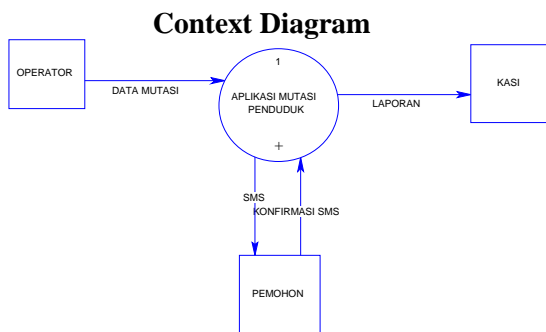 Context Diagram
1
OPERATOR
DATA MUTASI
APLIKASI MUTASI
PENDUDUK
+
LAPORAN
KASI
SMS
KONFIRMASI SMS
PEMOHON